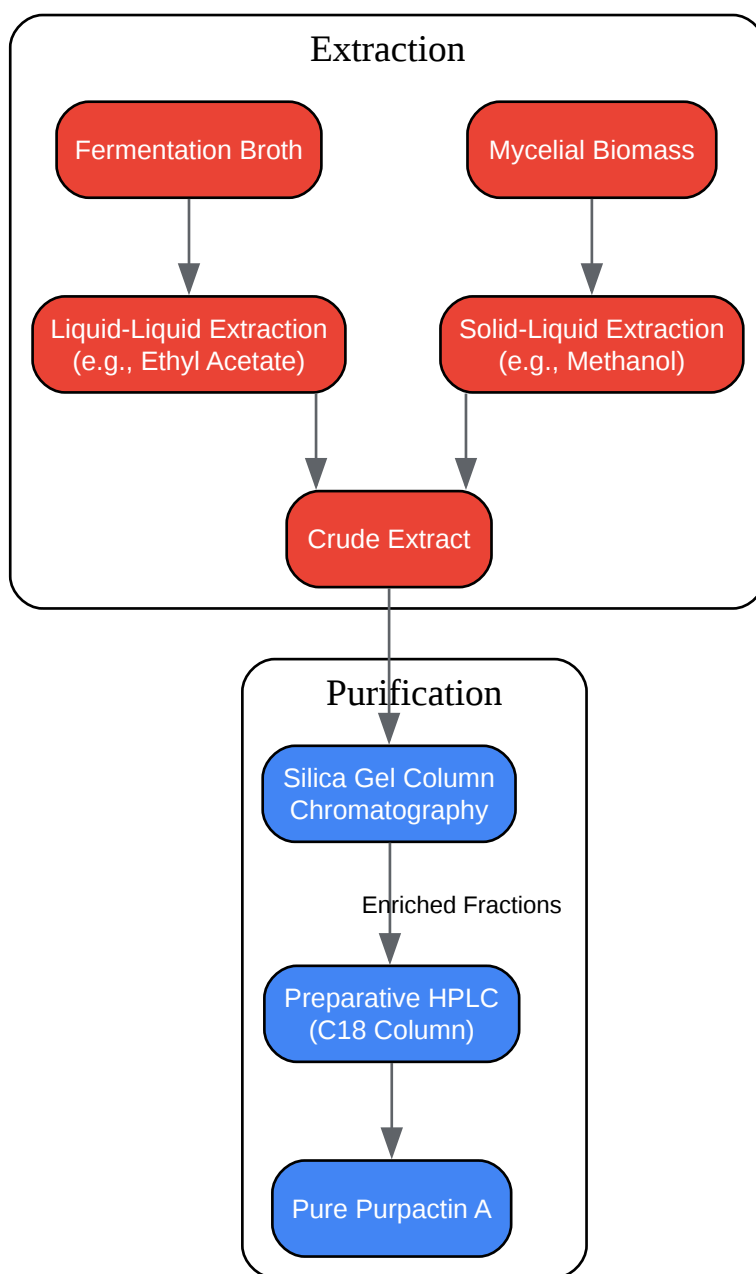 Extraction
Fermentation Broth
Mycelial Biomass
Liquid-Liquid Extraction
(e.g., Ethyl Acetate)
Solid-Liquid Extraction
(e.g., Methanol)
Crude Extract
Purification
Silica Gel Column
Chromatography
Enriched Fractions
Preparative HPLC
(C18 Column)
Pure Purpactin A